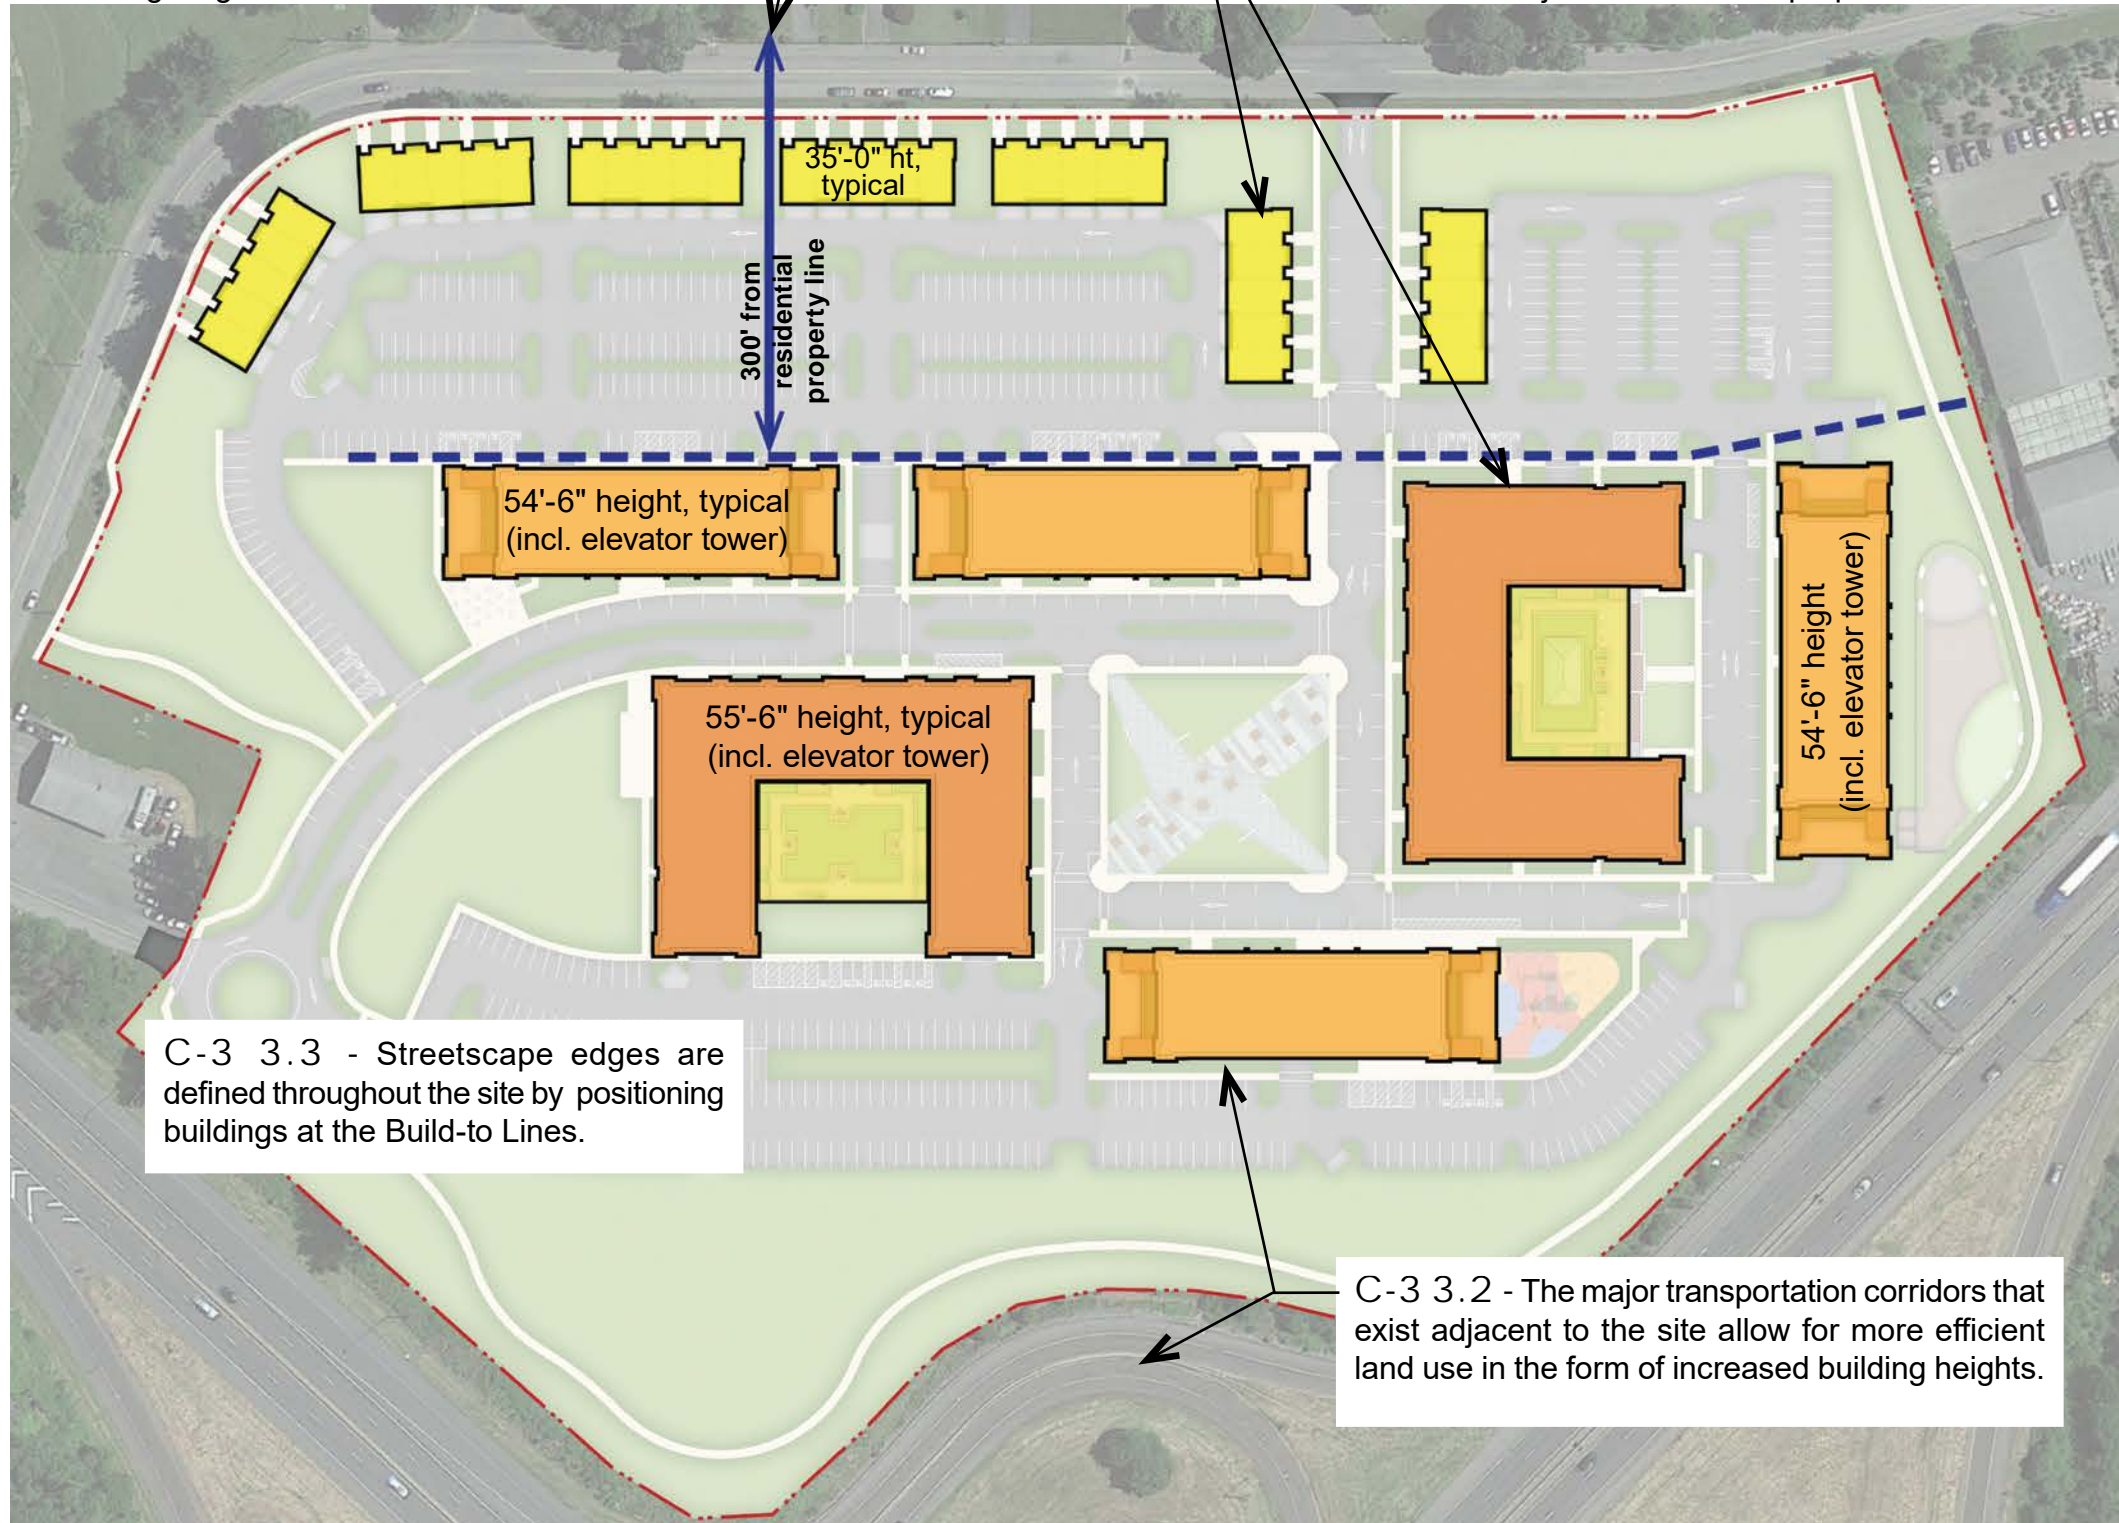 35'-0" ht,
typical
300' from
residential
property line
54'-6" height, typical
(incl. elevator tower)
54'-6" height
(incl. elevator tower)
55'-6" height, typical
(incl. elevator tower)
C-3 3.3 - Streetscape edges are
defined throughout the site by positioning
buildings at the Build-to Lines.
C-3 3.2 - The major transportation corridors that
exist adjacent to the site allow for more efficient
land use in the form of increased building heights.